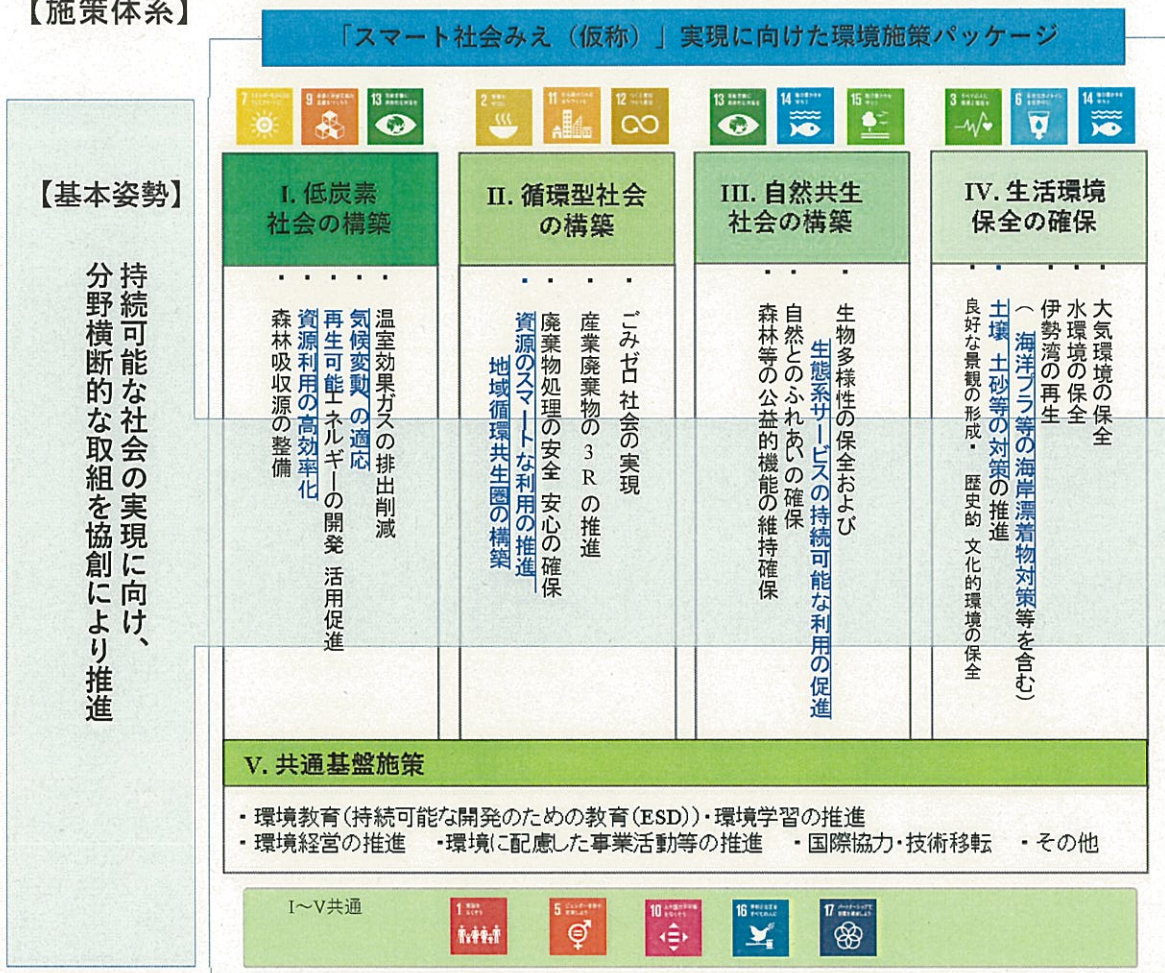 【施策体系】
「スマート社会みえ（仮称）」実現に向けた環境施策パッケージ
【基本姿勢】
持続可能な社会の実現に向け、
分野横断的な取組を協創により推進
7
9
13
I. 低炭素
社会の構築
・温室効果ガスの排出削減
・気候変動への適応
・再生可能エネルギーの開発 活用促進
・資源利用の高効率化
・森林吸収源の整備
2
11
12
II. 循環型社会
の構築
・ごみゼロ 社会の実現
・産業廃棄物の3Rの推進
・廃棄物処理の安全 安心の確保
・資源のスマートな利用の推進
地域循環共生圏の構築
13
14
15
III. 自然共生
社会の構築
・生物多様性の保全および
生態系サービスの持続可能な利用の促進
・自然とのふれあいの確保
・森林等の公益的機能の維持確保
3
6
14
IV. 生活環境
保全の確保
・大気環境の保全
・水環境の保全
・伊勢湾の再生
（海洋プラ等の海岸漂着物対策等を含む）
・土壌 土砂等の対策の推進
・良好な景観の形成・ 歴史的 文化的環境の保全
V. 共通基盤施策
・環境教育(持続可能な開発のための教育(ESD))・環境学習の推進
・環境経営の推進 ・環境に配慮した事業活動等の推進 ・国際協力・技術移転 ・その他
I～V共通
1
5
10
16
17